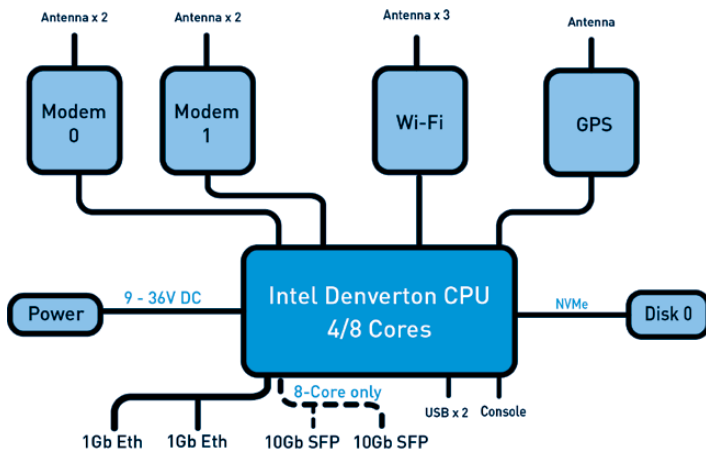 Antenna x 2
Antenna x 2
Antenna x 3
Antenna
Modem
0
Modem
1
Wi-Fi
GPS
Intel Denverton CPU
4/8 Cores
Power
9 - 36V DC
NVMe
Disk 0
8-Core only
USB x 2
Console
1Gb Eth
1Gb Eth
10Gb SFP
10Gb SFP